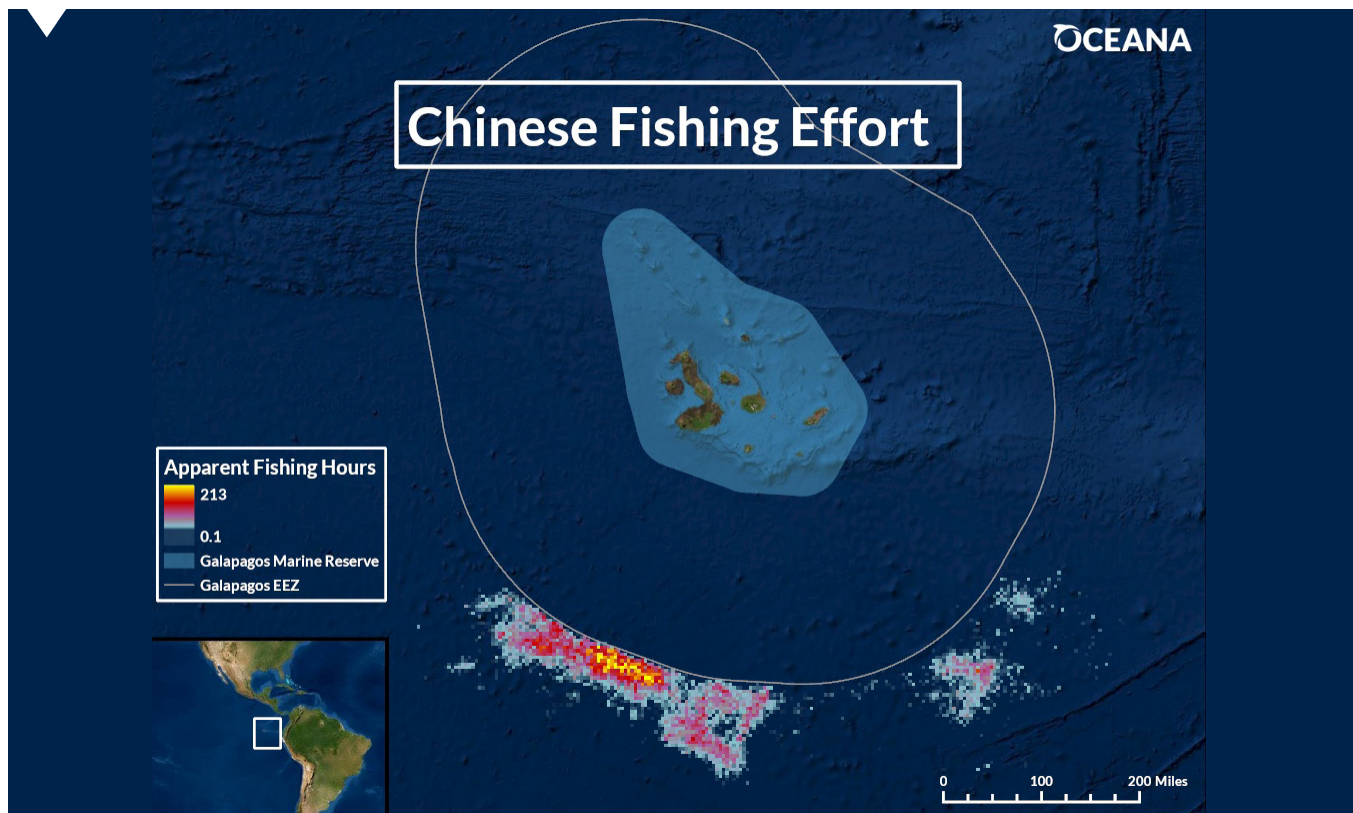 OCEANA
Chinese Fishing Effort
Apparent Fishing Hours
213
0.1
Galapagos Marine Reserve
Galapagos EEZ
0 100 200 Miles